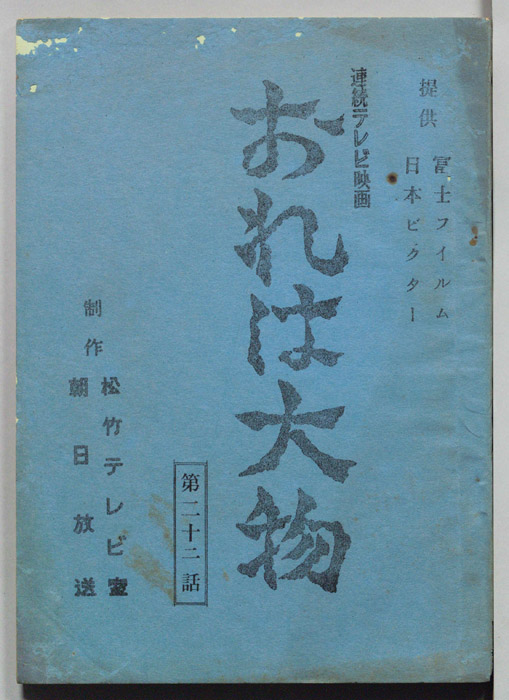 提供
富士フイルム
日本ビクター
連続テレビ映画
おれは大物
第二十二話
制作
松竹テレビ室
朝日放送